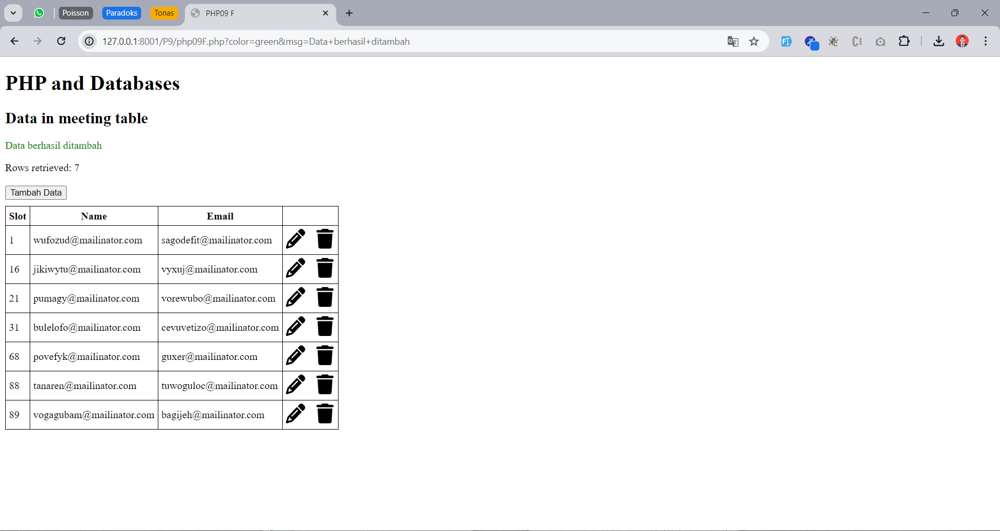 Poisson Paradoks Tonas PHP09 F
127.0.0.1:8001/P9/php09F.php?color=green&msg=Data+berhasil+ditambah
PHP and Databases
Data in meeting table
Data berhasil ditambah
Rows retrieved: 7
Tambah Data
Slot Name Email
1 wufozud@mailinator.com sagodefit@mailinator.com
16 jikiwytu@mailinator.com vyxuj@mailinator.com
21 pumagy@mailinator.com vorewubo@mailinator.com
31 bulelofo@mailinator.com cevuvetizo@mailinator.com
68 povefyk@mailinator.com guxer@mailinator.com
88 tanaren@mailinator.com tuwoguloc@mailinator.com
89 vogagubam@mailinator.com bagijeh@mailinator.com